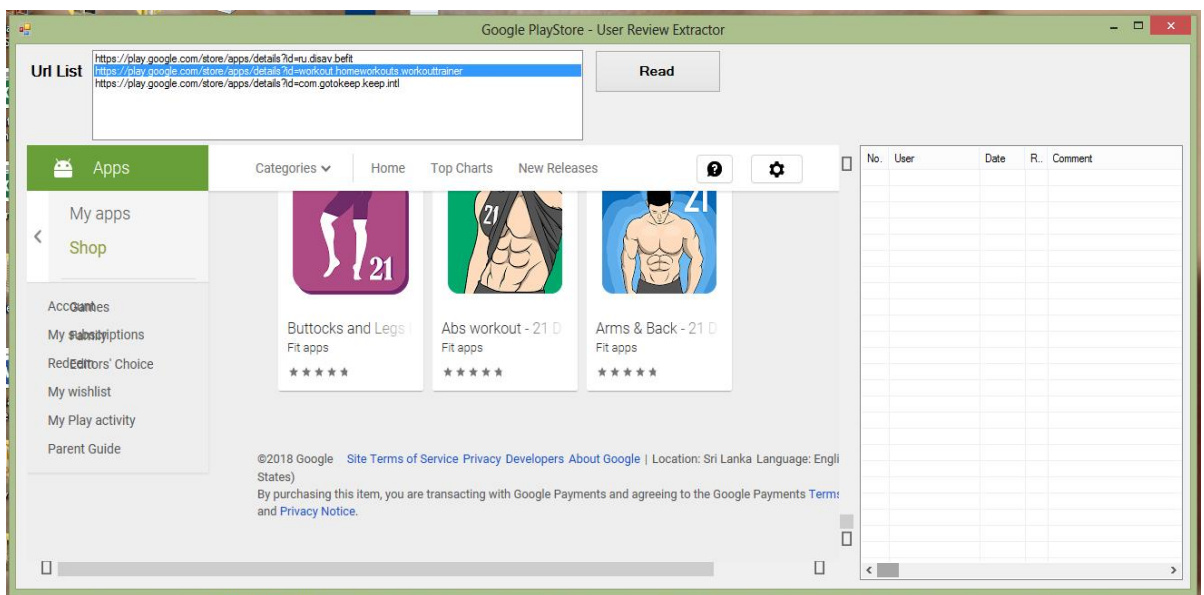 Google PlayStore - User Review Extractor
Url List
https://play.google.com/store/apps/details?id=ru.disav.befit
https://play.google.com/store/apps/details?id=workout.homeworkouts.workouttrainer
https://play.google.com/store/apps/details?id=com.gotokeep.keep.intl
Read
Apps
Categories Home Top Charts New Releases
My apps
Shop
Account
Games
My subscriptions
Family
Redeem
Editors' Choice
My wishlist
My Play activity
Parent Guide
21
21
21
Buttocks and Legs
Fit apps
Abs workout - 21 D
Fit apps
Arms & Back - 21 D
Fit apps
©2018 Google Site Terms of Service Privacy Developers About Google | Location: Sri Lanka Language: Engli
States)
By purchasing this item, you are transacting with Google Payments and agreeing to the Google Payments Terms
and Privacy Notice.
No. User Date R.. Comment